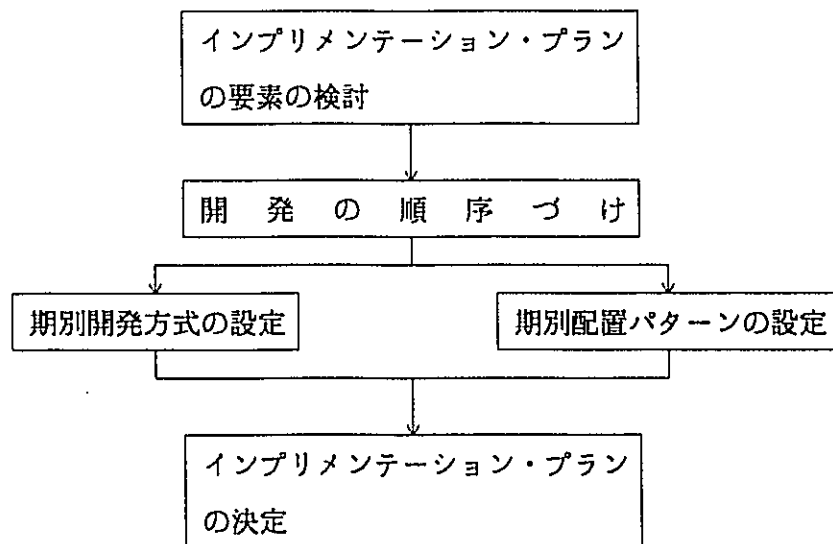 インプリメンテーション・プラン
の要素の検討
開発の順序づけ
期別開発方式の設定
期別配置パターンの設定
インプリメンテーション・プラン
の決定